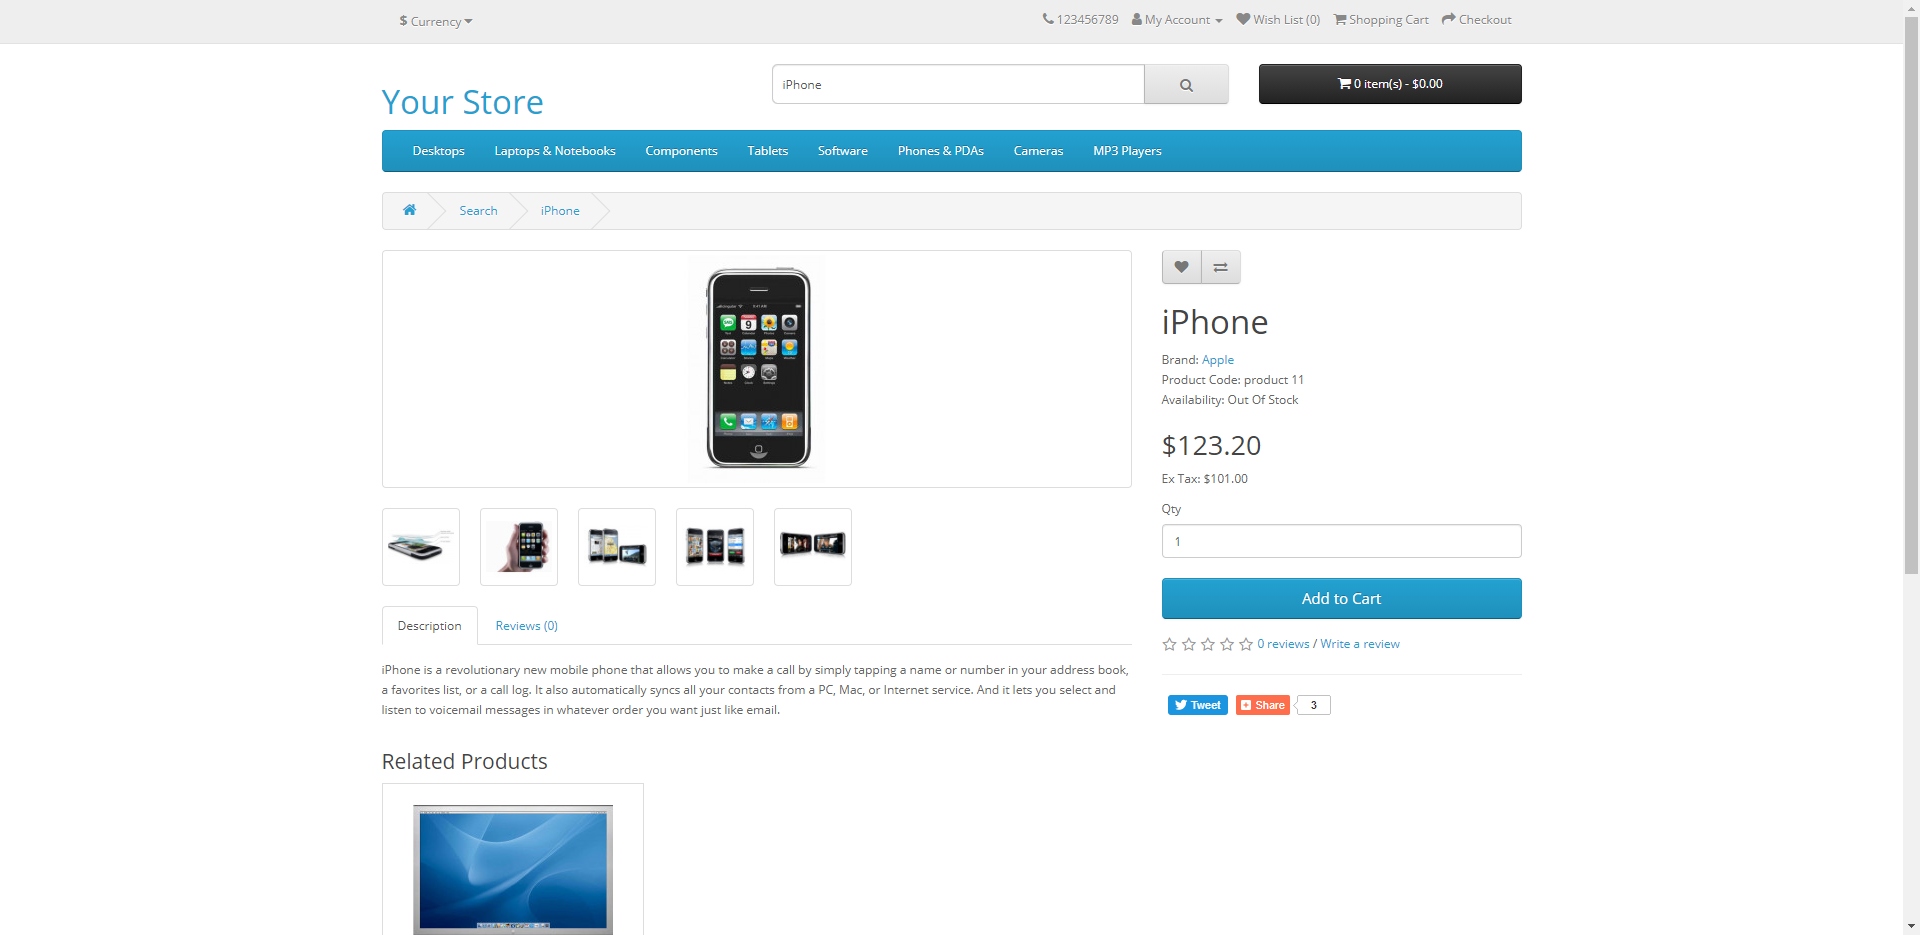 $ Currency
123456789 My Account Wish List (0) Shopping Cart Checkout
Your Store
iPhone
0 item(s) - $0.00
Desktops Laptops & Notebooks Components Tablets Software Phones & PDAs Cameras MP3 Players
Search iPhone
iPhone
Brand: Apple
Product Code: product 11
Availability: Out Of Stock
$123.20
Ex Tax: $101.00
Qty
1
Add to Cart
0 reviews / Write a review
Tweet Share 3
Description Reviews (0)
iPhone is a revolutionary new mobile phone that allows you to make a call by simply tapping a name or number in your address book,
a favorites list, or a call log. It also automatically syncs all your contacts from a PC, Mac, or Internet service. And it lets you select and
listen to voicemail messages in whatever order you want just like email.
Related Products